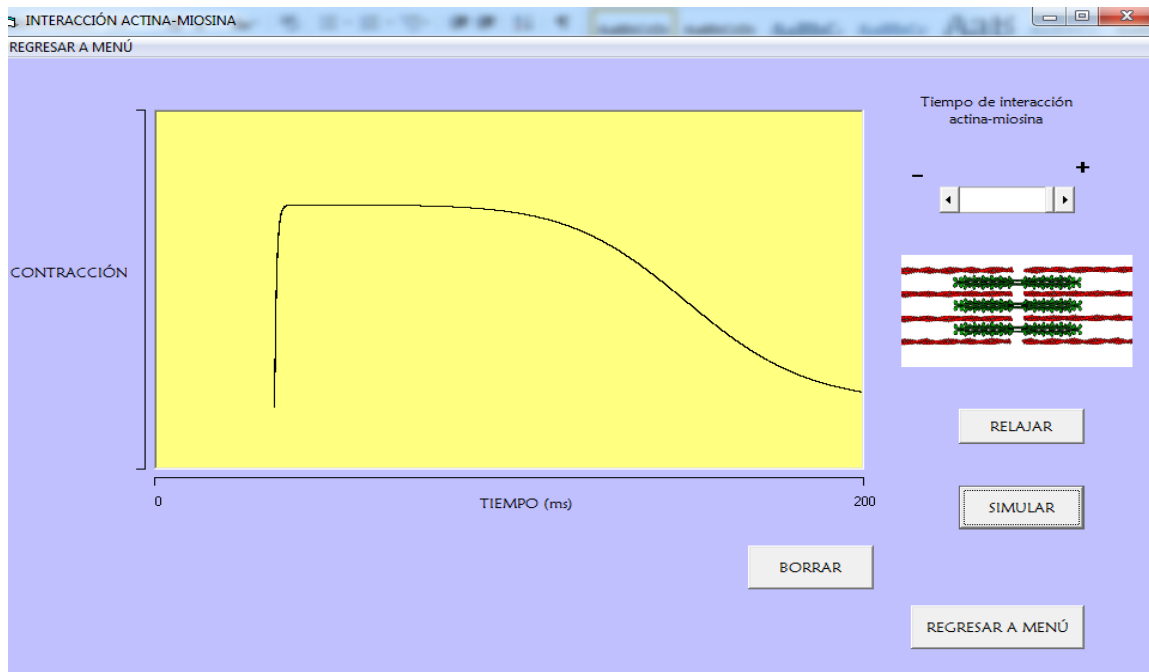 INTERACCIÓN ACTINA-MIOSINA
REGRESAR A MENÚ
Tiempo de interacción
actina-miosina
-
+
CONTRACCIÓN
RELAJAR
0
TIEMPO (ms)
200
SIMULAR
BORRAR
REGRESAR A MENÚ